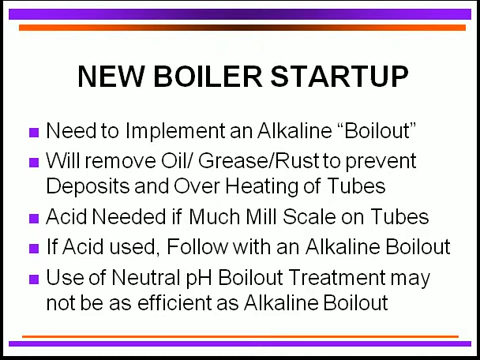 NEW BOILER STARTUP
Need to Implement an Alkaline “Boilout”
Will remove Oil/ Grease/Rust to prevent
Deposits and Over Heating of Tubes
Acid Needed if Much Mill Scale on Tubes
If Acid used, Follow with an Alkaline Boilout
Use of Neutral pH Boilout Treatment may
not be as efficient as Alkaline Boilout